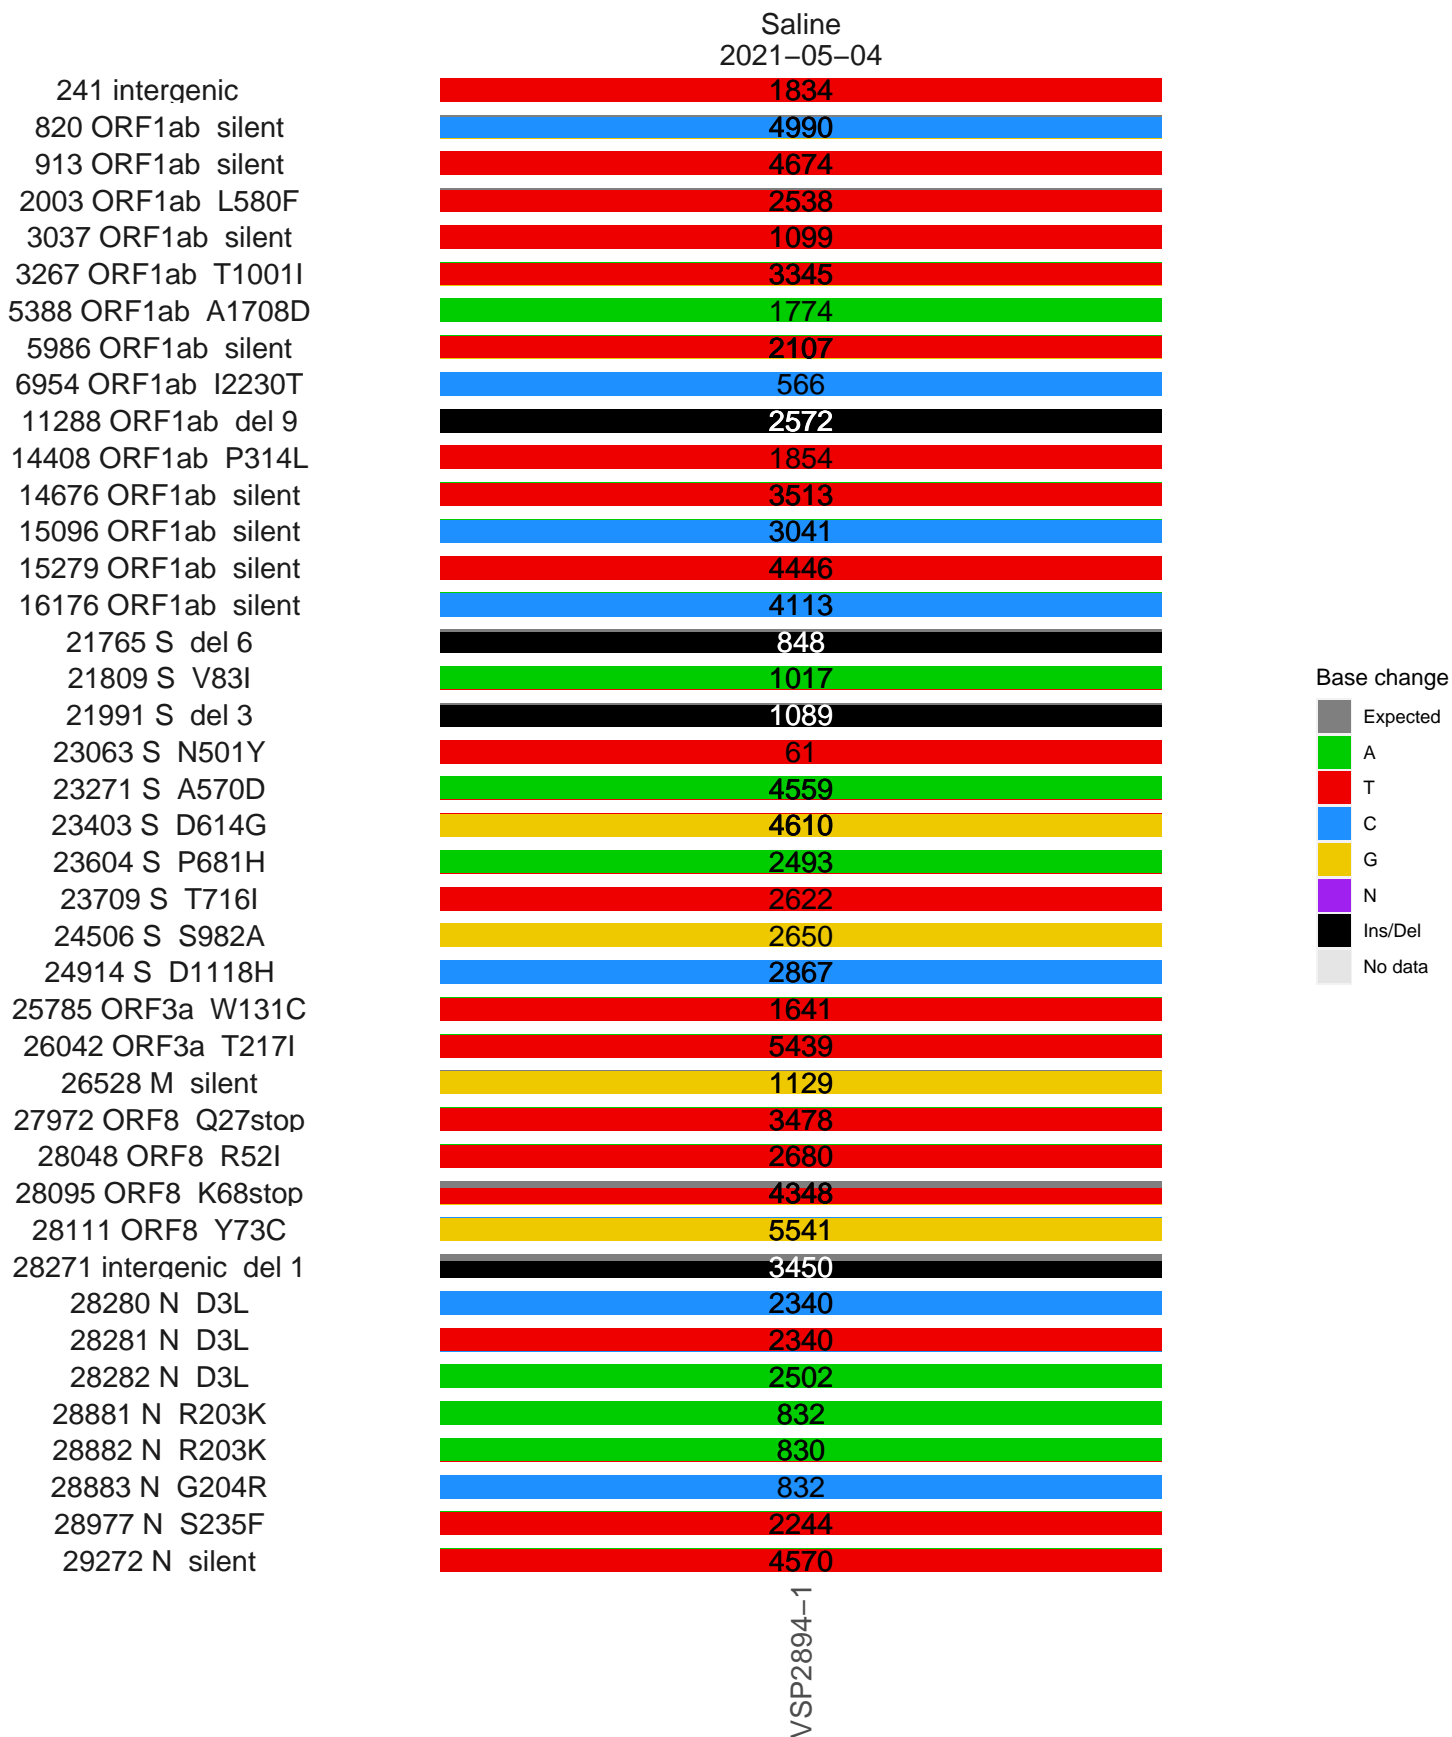 Saline
2021−05−04
241 intergenic 1834
820 ORF1ab silent 4990
913 ORF1ab silent 4674
2003 ORF1ab L580F 2538
3037 ORF1ab silent 1099
3267 ORF1ab T1001I 3345
5388 ORF1ab A1708D 1774
5986 ORF1ab silent 2107
6954 ORF1ab I2230T 566
11288 ORF1ab del 9 2572
14408 ORF1ab P314L 1854
14676 ORF1ab silent 3513
15096 ORF1ab silent 3041
15279 ORF1ab silent 4446
16176 ORF1ab silent 4113
21765 S del 6 848
21809 S V83I 1017
21991 S del 3 1089
23063 S N501Y 61
23271 S A570D 4559
23403 S D614G 4610
23604 S P681H 2493
23709 S T716I 2622
24506 S S982A 2650
24914 S D1118H 2867
25785 ORF3a W131C 1641
26042 ORF3a T217I 5439
26528 M silent 1129
27972 ORF8 Q27stop 3478
28048 ORF8 R52I 2680
28095 ORF8 K68stop 4348
28111 ORF8 Y73C 5541
28271 intergenic del 1 3450
28280 N D3L 2340
28281 N D3L 2340
28282 N D3L 2502
28881 N R203K 832
28882 N R203K 830
28883 N G204R 832
28977 N S235F 2244
29272 N silent 4570
VSP2894−1
Base change
Expected
A
T
C
G
N
Ins/Del
No data